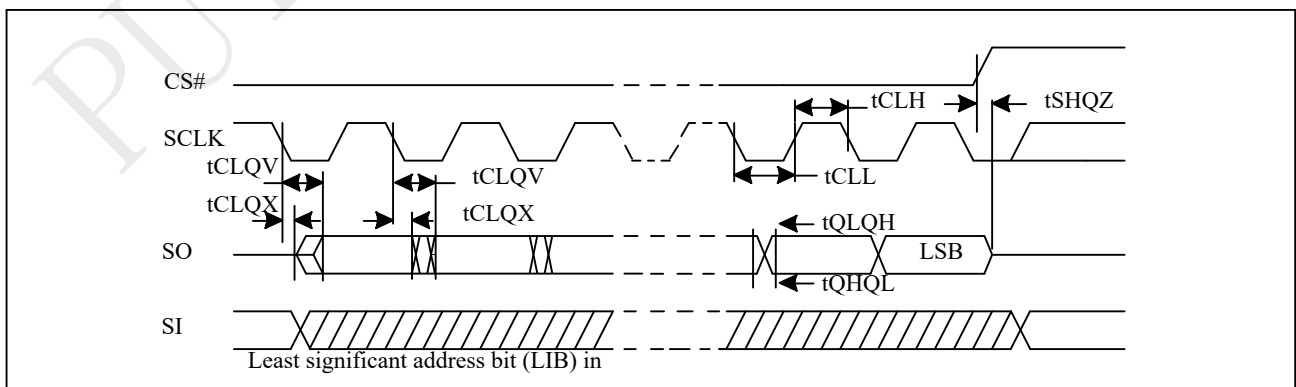 PU
CS#
tCLH
tSHQZ
SCLK
tCLQV
tCLQV
tCLL
tCLQX
tCLQX
tQLQH
SO
LSB
tQHQL
SI
Least significant address bit (LIB) in